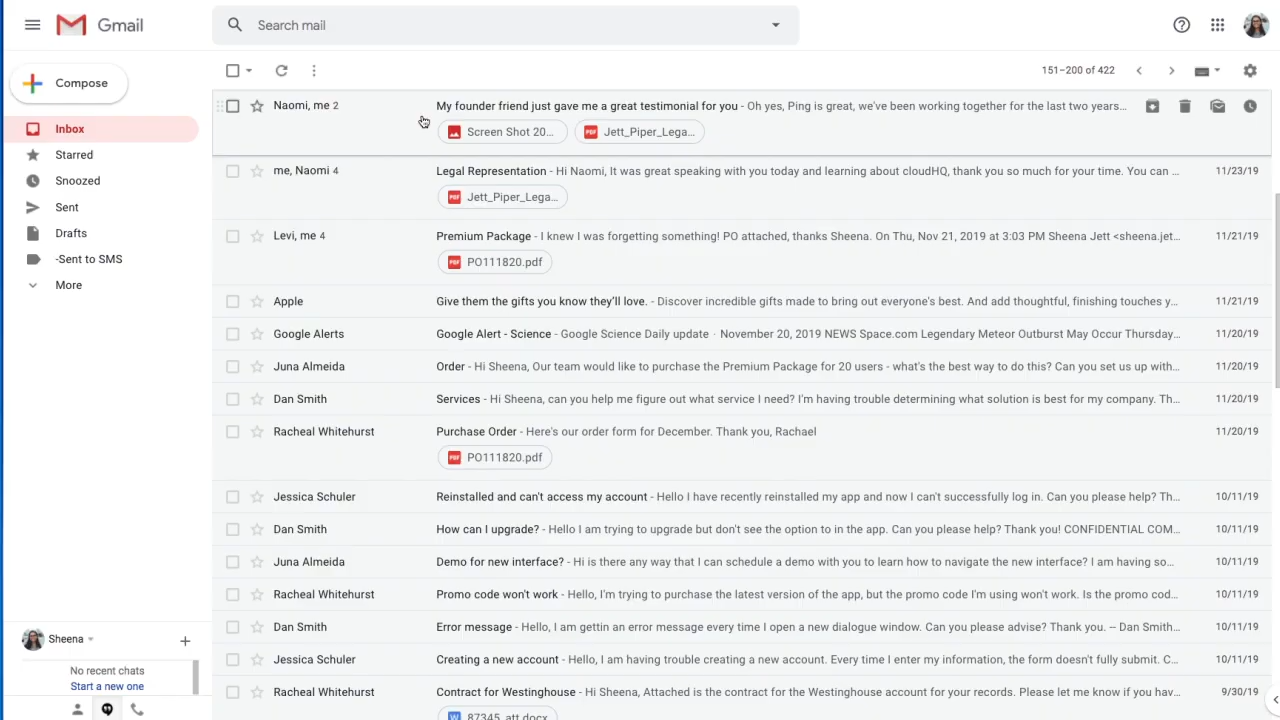 Gmail
Search mail
Compose
151–200 of 422
Inbox
Starred
Snoozed
Sent
Drafts
-Sent to SMS
More
Naomi, me 2 My founder friend just gave me a great testimonial for you - Oh yes, Ping is great, we've been working together for the last two years...
Screen Shot 20... PDF Jett_Piper_Lega...
me, Naomi 4 Legal Representation - Hi Naomi, It was great speaking with you today and learning about cloudHQ, thank you so much for your time. You can ... 11/23/19
PDF Jett_Piper_Lega...
Levi, me 4 Premium Package - I knew I was forgetting something! PO attached, thanks Sheena. On Thu, Nov 21, 2019 at 3:03 PM Sheena Jett <sheena.jet... 11/21/19
PDF PO111820.pdf
Apple Give them the gifts you know they'll love. - Discover incredible gifts made to bring out everyone's best. And add thoughtful, finishing touches y... 11/21/19
Google Alerts Google Alert - Science - Google Science Daily update · November 20, 2019 NEWS Space.com Legendary Meteor Outburst May Occur Thursday... 11/20/19
Juna Almeida Order - Hi Sheena, Our team would like to purchase the Premium Package for 20 users - what's the best way to do this? Can you set us up with... 11/20/19
Dan Smith Services - Hi Sheena, can you help me figure out what service I need? I'm having trouble determining what solution is best for my company. Th... 11/20/19
Racheal Whitehurst Purchase Order - Here's our order form for December. Thank you, Rachael 11/20/19
PDF PO111820.pdf
Jessica Schuler Reinstalled and can't access my account - Hello I have recently reinstalled my app and now I can't successfully log in. Can you please help? Th... 10/11/19
Dan Smith How can I upgrade? - Hello I am trying to upgrade but don't see the option to in the app. Can you please help? Thank you! CONFIDENTIAL COM... 10/11/19
Juna Almeida Demo for new interface? - Hi is there any way that I can schedule a demo with you to learn how to navigate the new interface? I am having so... 10/11/19
Racheal Whitehurst Promo code won't work - Hello, I'm trying to purchase the latest version of the app, but the promo code I'm using won't work. Is the promo cod... 10/11/19
Dan Smith Error message - Hello, I am gettin an error message every time I open a new dialogue window. Can you please advise? Thank you. -- Dan Smith... 10/11/19
Jessica Schuler Creating a new account - Hello, I am having trouble creating a new account. Every time I enter my information, the form doesn't fully submit. C... 10/11/19
Racheal Whitehurst Contract for Westinghouse - Hi Sheena, Attached is the contract for the Westinghouse account for your records. Please let me know if you hav... 9/30/19
W 87345_att.docx
Sheena
No recent chats
Start a new one